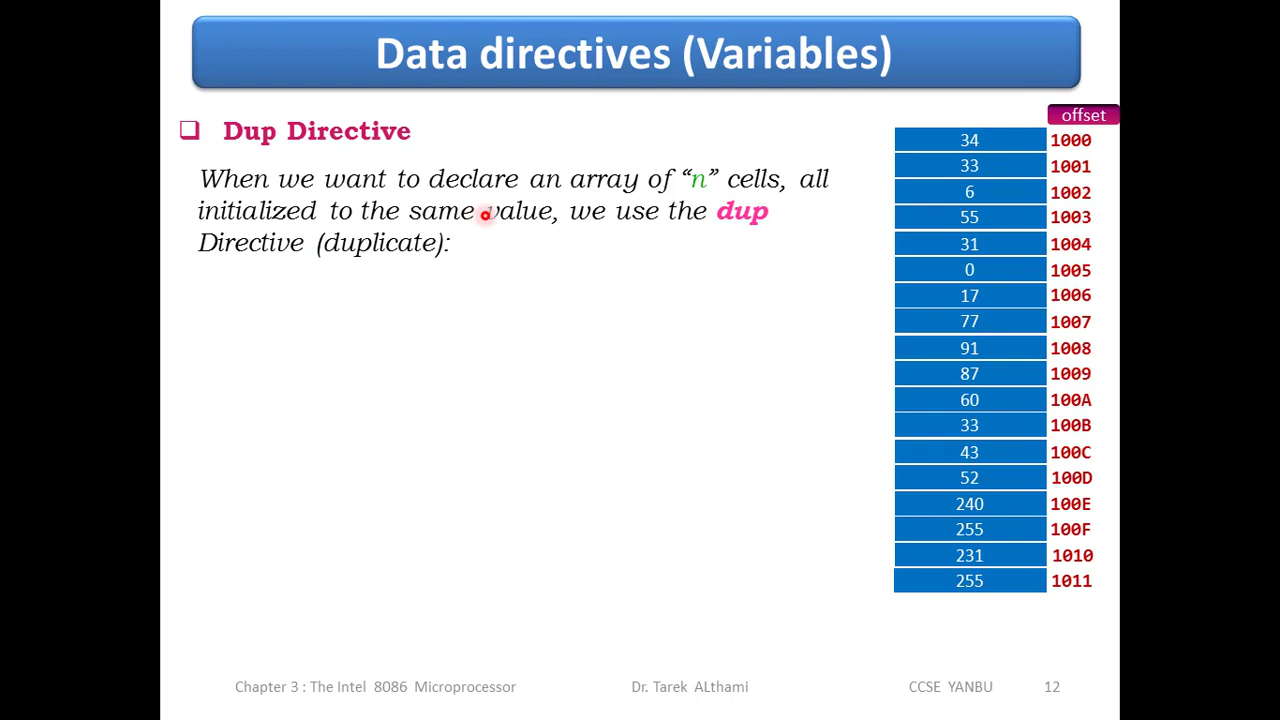 Data directives (Variables)
❑ Dup Directive
When we want to declare an array of “n” cells, all
initialized to the same value, we use the dup
Directive (duplicate):
offset
34 1000
33 1001
6 1002
55 1003
31 1004
0 1005
17 1006
77 1007
91 1008
87 1009
60 100A
33 100B
43 100C
52 100D
240 100E
255 100F
231 1010
255 1011
Chapter 3 : The Intel 8086 Microprocessor Dr. Tarek ALthami CCSE YANBU 12